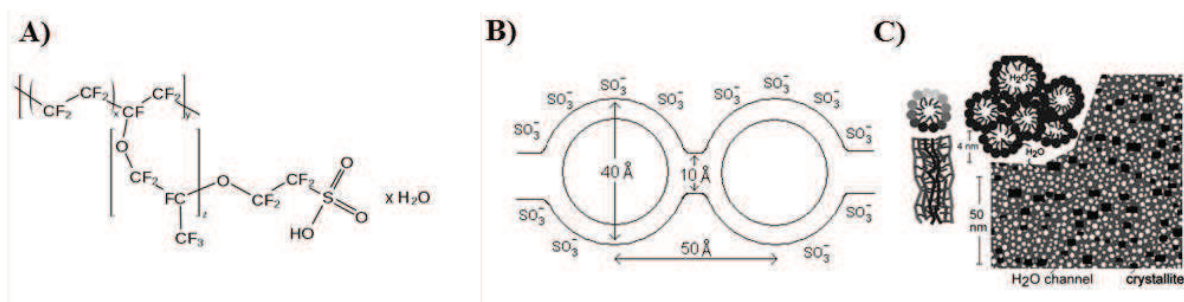 A)
CF₂
CF₂
CF₂
CF
CF₂
x
y
O
CF₂
FC
CF₃
z
O
CF₂
CF₂
S
O
O
HO
x H₂O
B)
SO₃⁻
SO₃⁻
SO₃⁻
SO₃⁻
SO₃⁻
SO₃⁻
SO₃⁻
SO₃⁻
40 Å
10 Å
SO₃⁻
SO₃⁻
SO₃⁻
SO₃⁻
SO₃⁻
50 Å
C)
H₂O
4 nm
H₂O
50
nm
H2O channel
crystallite